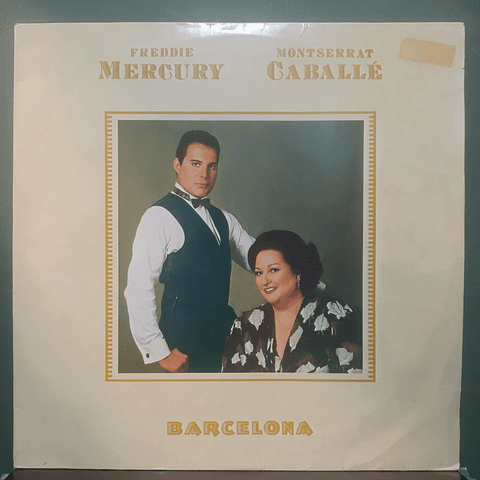 FREDDIE MONTSERRAT
MERCURY CABALLÉ
BARCELONA